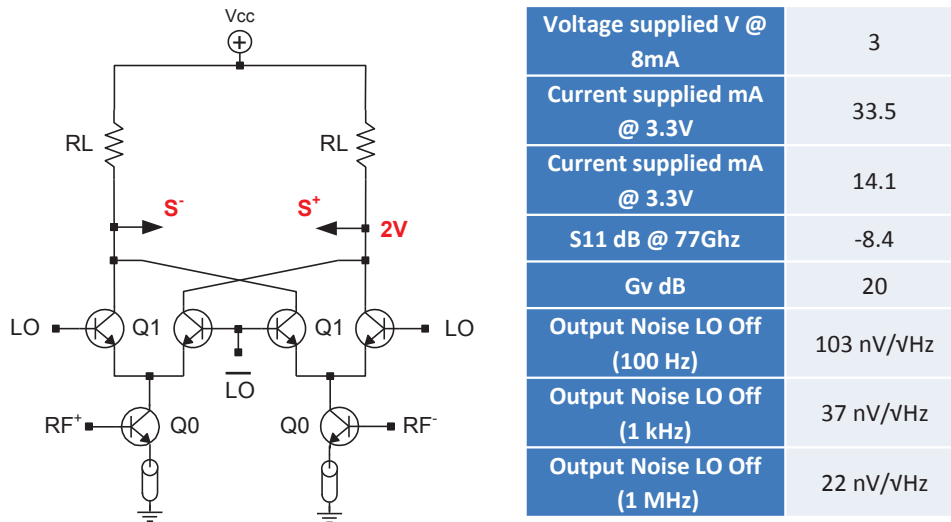 Vcc
RL
RL
S-
S+
2V
LO
Q1
Q1
LO
LO
RF+
Q0
Q0
RF-
Voltage supplied V @
8mA
3
Current supplied mA
@ 3.3V
33.5
Current supplied mA
@ 3.3V
14.1
S11 dB @ 77Ghz
-8.4
Gv dB
20
Output Noise LO Off
(100 Hz)
103 nV/√Hz
Output Noise LO Off
(1 kHz)
37 nV/√Hz
Output Noise LO Off
(1 MHz)
22 nV/√Hz